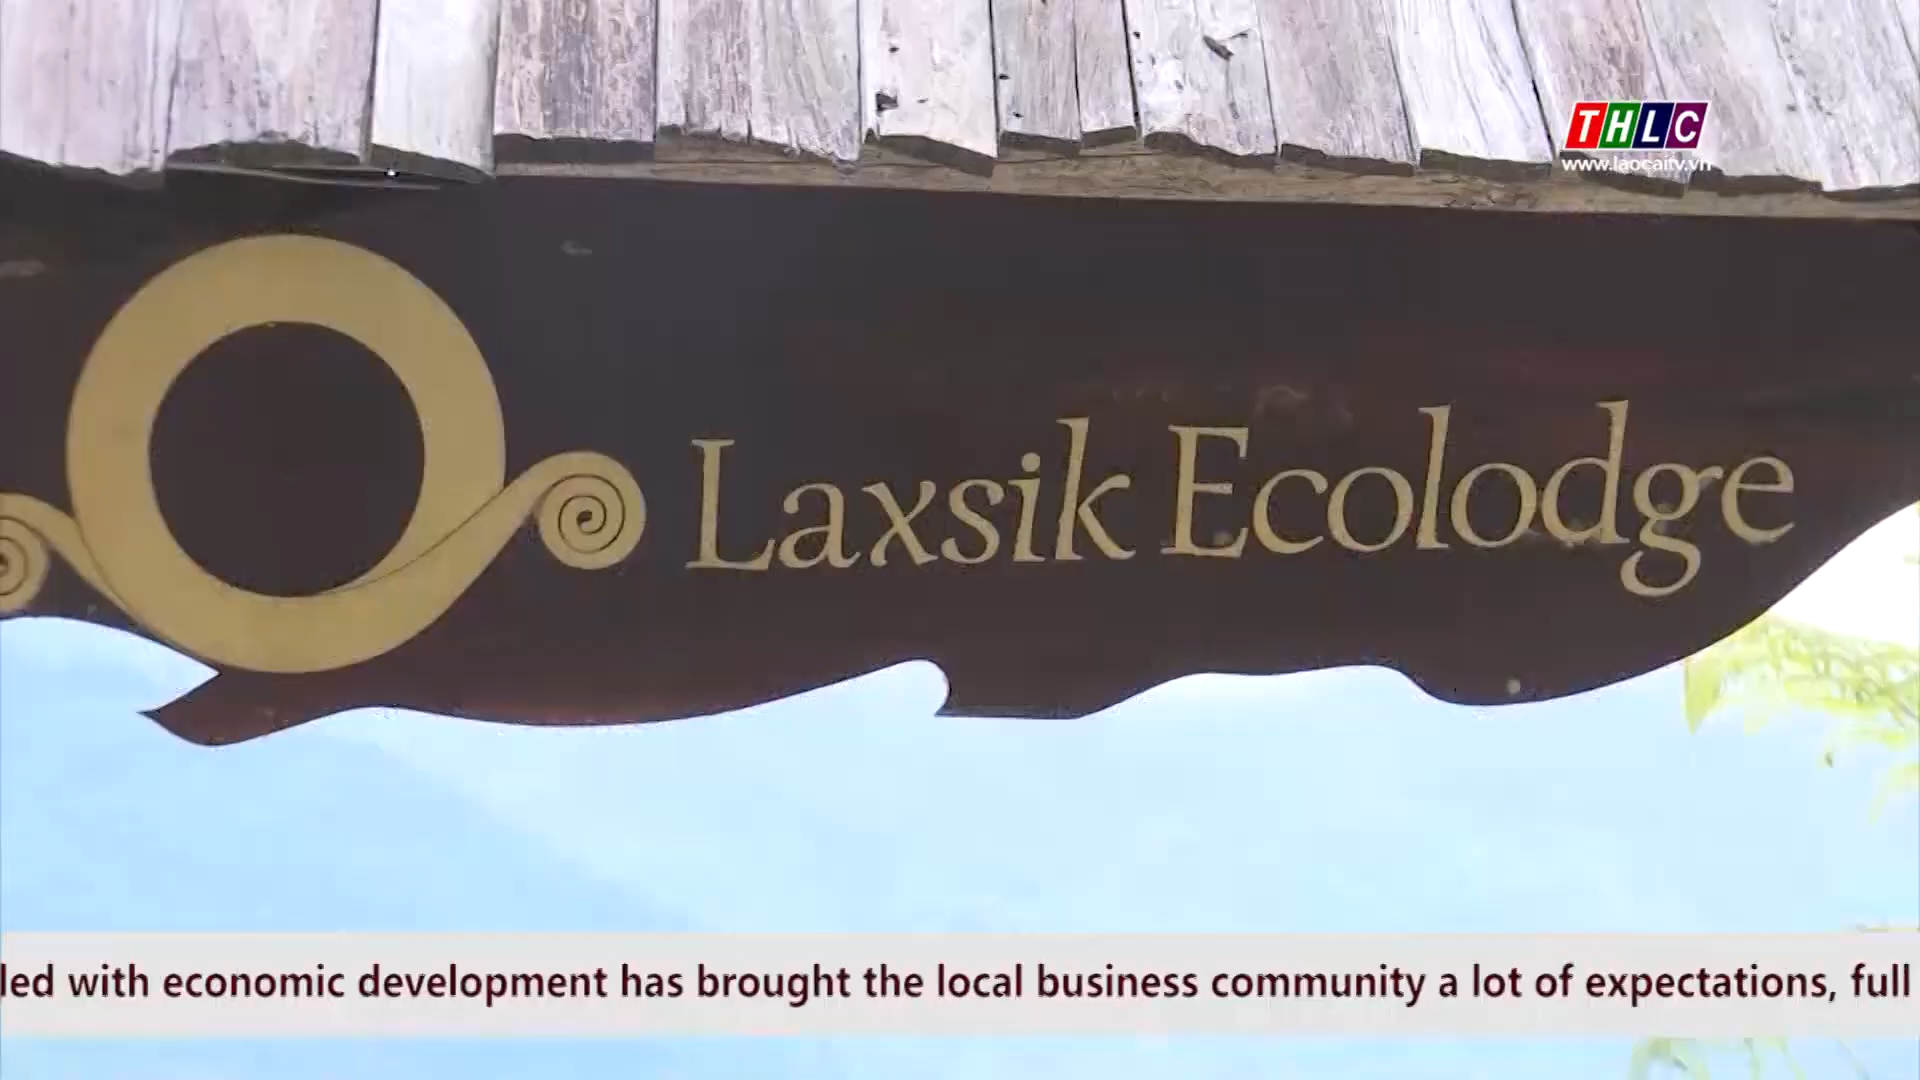 THLC
www.laocaitv.vn
Laxsik Ecolodge
led with economic development has brought the local business community a lot of expectations, full